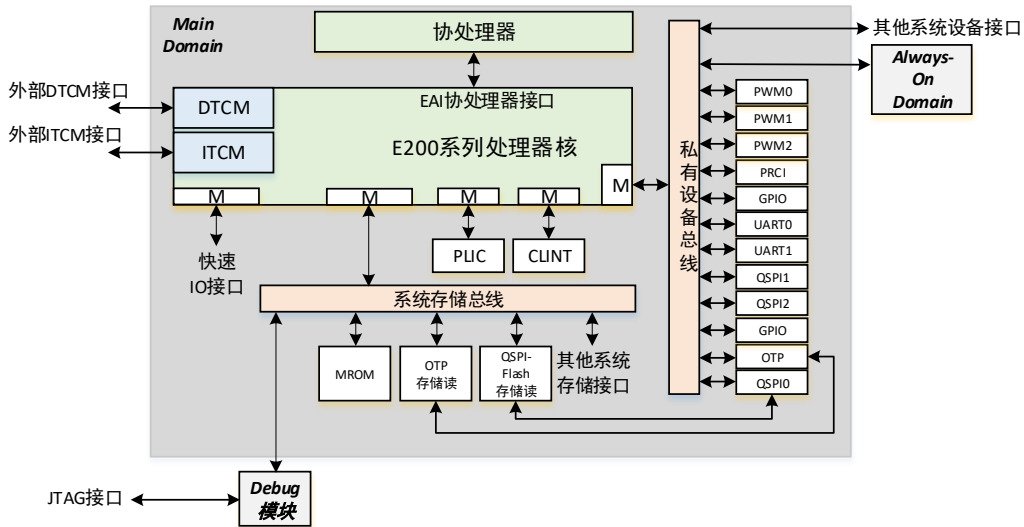 Main
Domain
协处理器
其他系统设备接口
Always-
On
Domain
外部DTCM接口
DTCM
EAI协处理器接口
外部ITCM接口
ITCM
E200系列处理器核
M
M
M
M
M
私有设备总线
PWM0
PWM1
PWM2
PRCI
GPIO
UART0
UART1
QSPI1
QSPI2
GPIO
OTP
QSPI0
快速
IO接口
PLIC
CLINT
系统存储总线
MROM
OTP
存储读
QSPI-
Flash
存储读
其他系统
存储接口
JTAG接口
Debug
模块